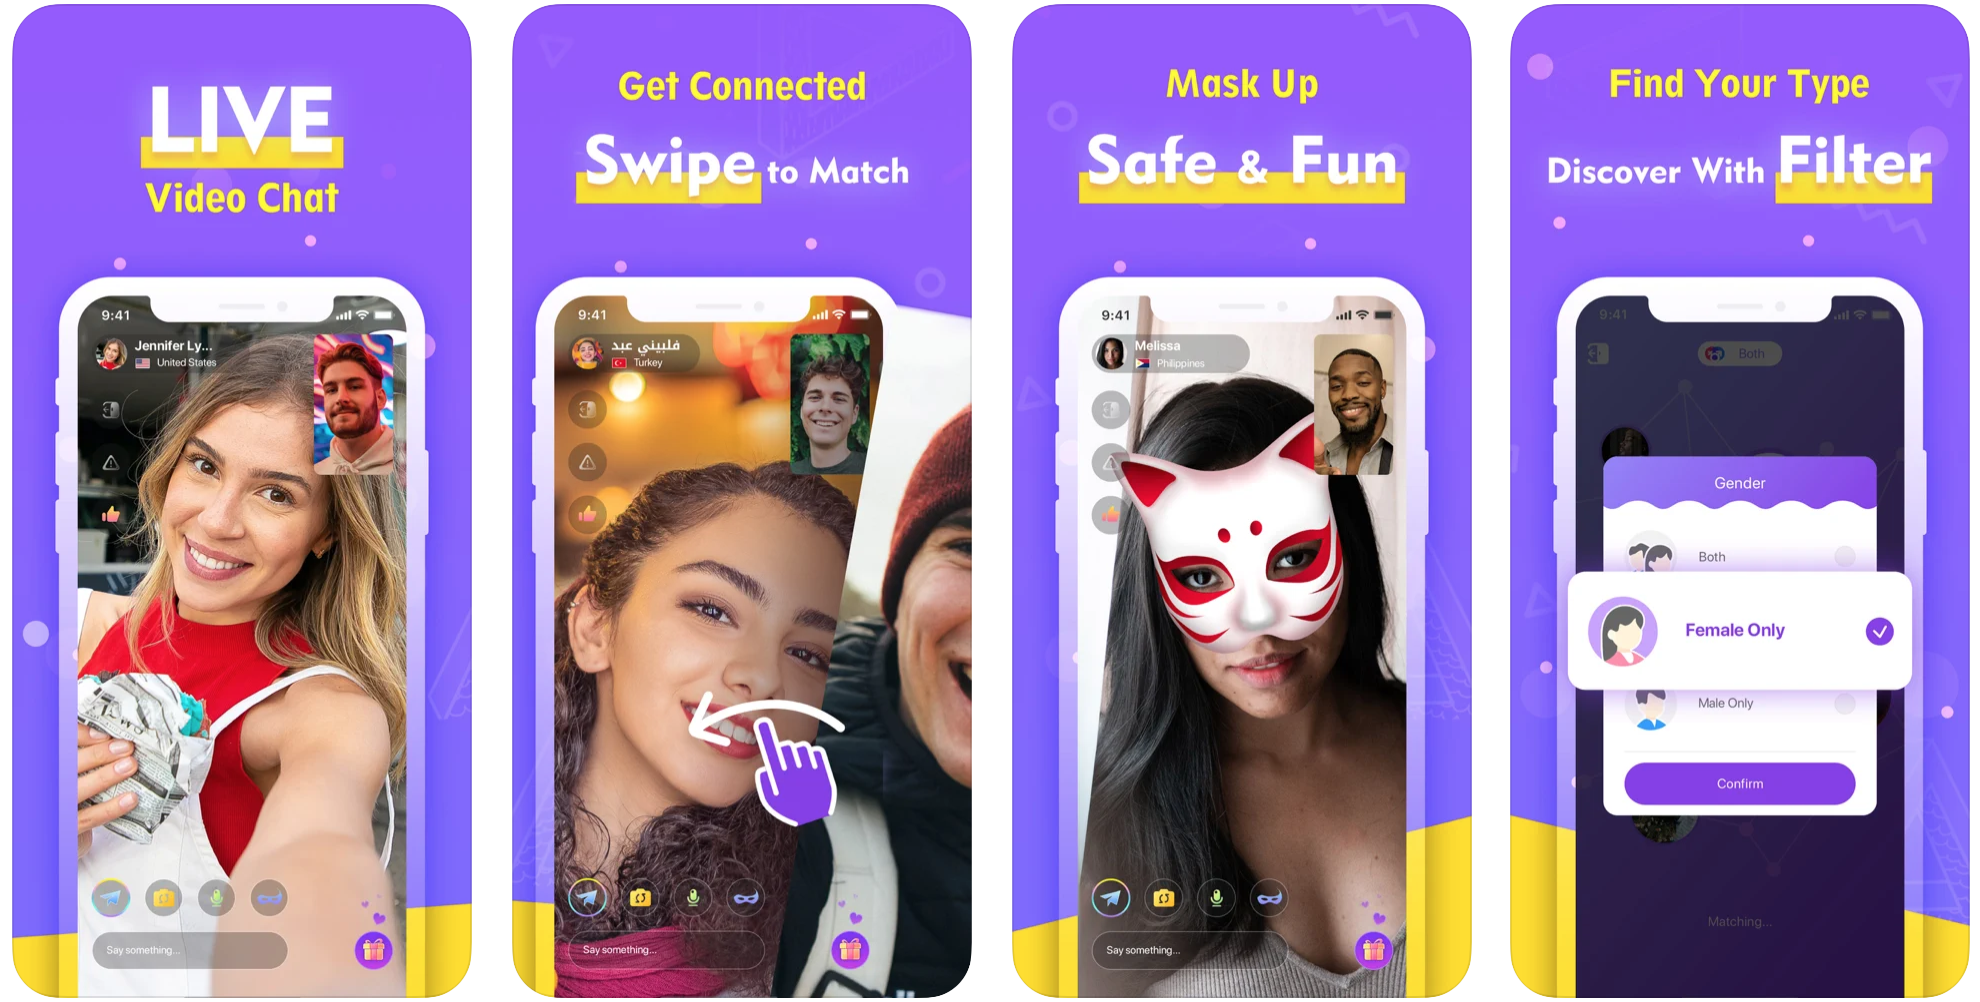 LIVE
Video Chat
9:41
Jennifer Ly...
United States
Say something...
Get Connected
Swipe to Match
9:41
فلبيني عبد
Turkey
Say something...
Mask Up
Safe & Fun
9:41
Melissa
Philippines
Say something...
Find Your Type
Discover With Filter
9:41
Both
Gender
Both
Female Only
Male Only
Confirm
Matching...